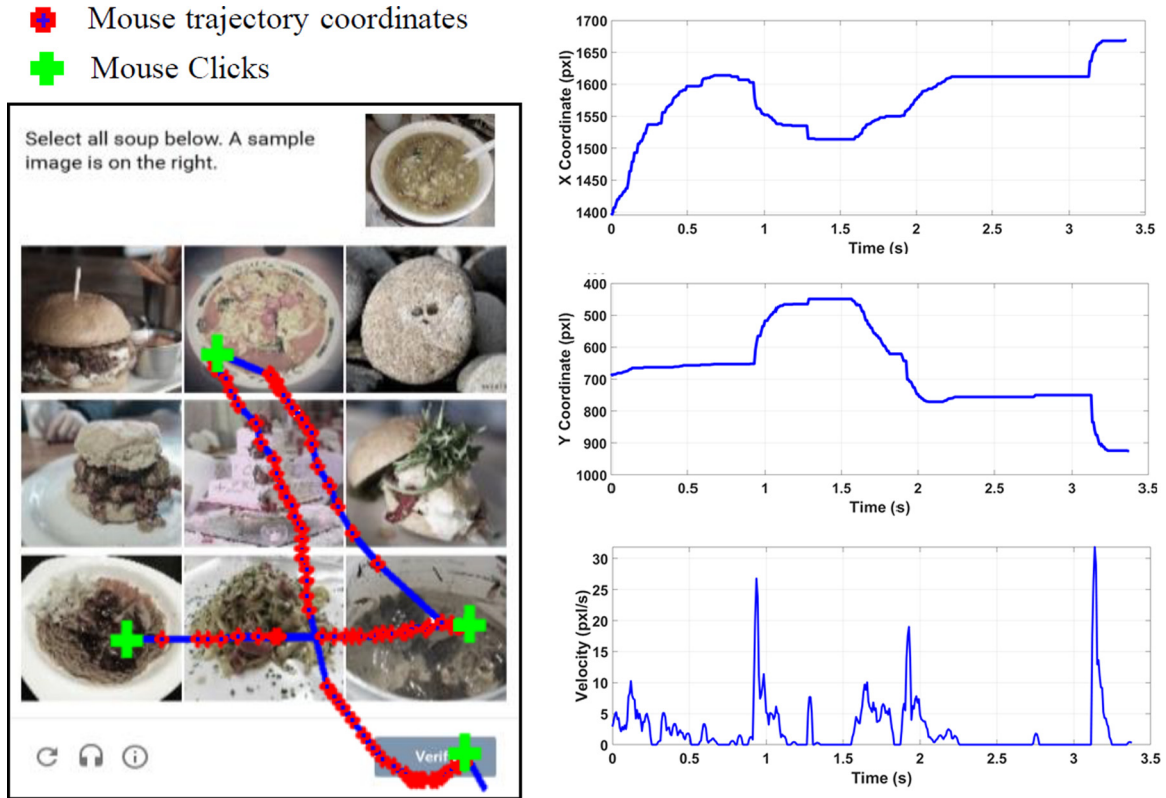 Mouse trajectory coordinates
Mouse Clicks
Select all soup below. A sample
image is on the right.
Verif
1700
1650
1600
1550
1500
1450
1400
X Coordinate (pxl)
0 0.5 1 1.5 2 2.5 3 3.5
Time (s)
400
500
600
700
800
900
1000
Y Coordinate (pxl)
0 0.5 1 1.5 2 2.5 3 3.5
Time (s)
30
25
20
15
10
5
0
Velocity (pxl/s)
0 0.5 1 1.5 2 2.5 3 3.5
Time (s)